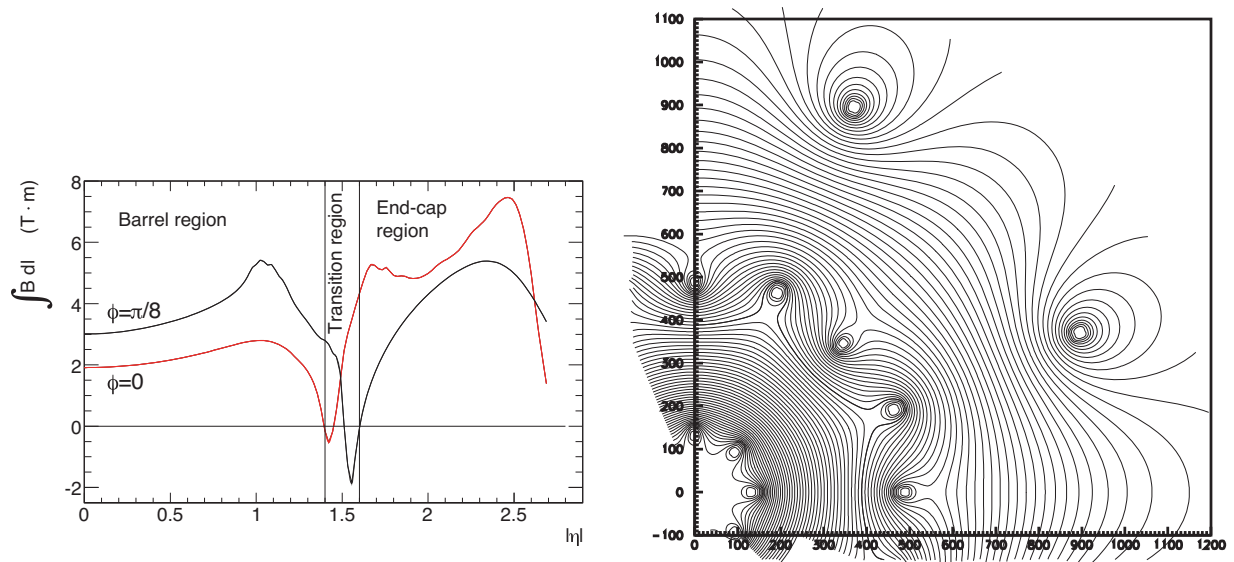 ∫B dl (T·m)
8
6
4
2
0
-2
Barrel region
Transition region
End-cap
region
ϕ=π/8
ϕ=0
0 0.5 1 1.5 2 2.5
|η|
1100
1000
900
800
700
600
500
400
300
200
100
0
-100
0 100 200 300 400 500 600 700 800 900 1000 1100 1200